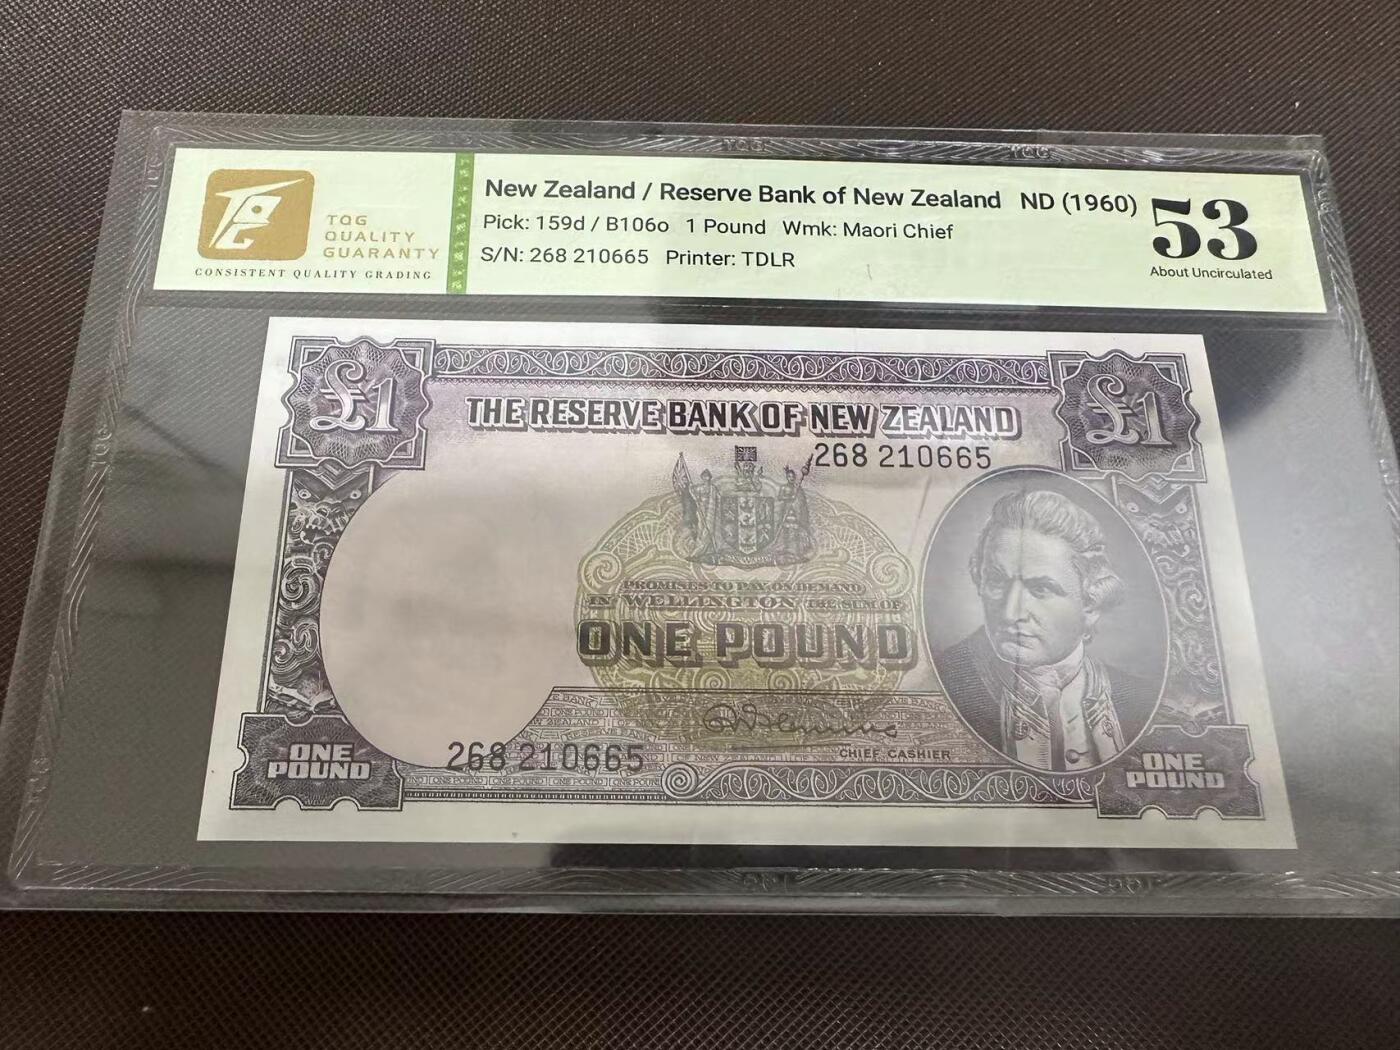 TQG
QUALITY
GUARANTY
CONSISTENT QUALITY GRADING
New Zealand / Reserve Bank of New Zealand ND (1960)
Pick: 159d / B106o 1 Pound Wmk: Maori Chief
S/N: 268 210665 Printer: TDLR
53
About Uncirculated
£1
£1
THE RESERVE BANK OF NEW ZEALAND
268 210665
PROMISES TO PAY ON DEMAND
IN WELLINGTON THE SUM OF
ONE POUND
CHIEF CASHIER
268 210665
ONE
POUND
ONE
POUND